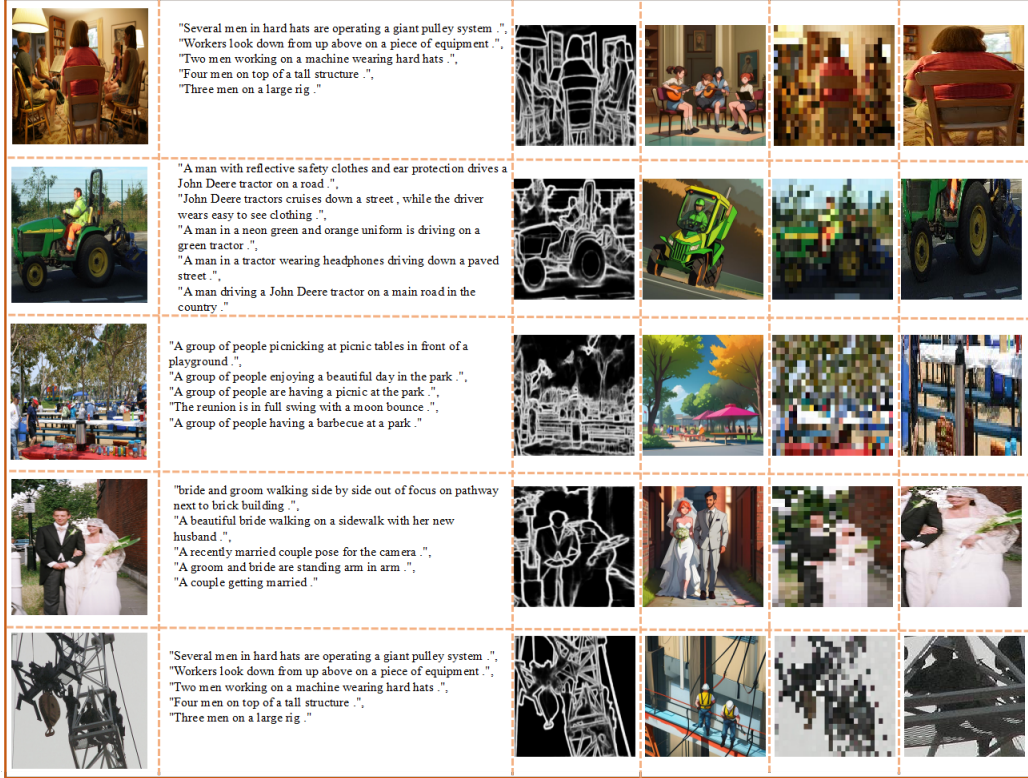 "Several men in hard hats are operating a giant pulley system .",
"Workers look down from up above on a piece of equipment .",
"Two men working on a machine wearing hard hats .",
"Four men on top of a tall structure .",
"Three men on a large rig ."
"A man with reflective safety clothes and ear protection drives a
John Deere tractor on a road .",
"John Deere tractors cruises down a street , while the driver
wears easy to see clothing .",
"A man in a neon green and orange uniform is driving on a
green tractor .",
"A man in a tractor wearing headphones driving down a paved
street .",
"A man driving a John Deere tractor on a main road in the
country ."
"A group of people picnicking at picnic tables in front of a
playground .",
"A group of people enjoying a beautiful day in the park .",
"A group of people are having a picnic at the park .",
"The reunion is in full swing with a moon bounce .",
"A group of people having a barbecue at a park ."
"bride and groom walking side by side out of focus on pathway
next to brick building .",
"A beautiful bride walking on a sidewalk with her new
husband .",
"A recently married couple pose for the camera .",
"A groom and bride are standing arm in arm .",
"A couple getting married ."
"Several men in hard hats are operating a giant pulley system .",
"Workers look down from up above on a piece of equipment .",
"Two men working on a machine wearing hard hats .",
"Four men on top of a tall structure .",
"Three men on a large rig ."